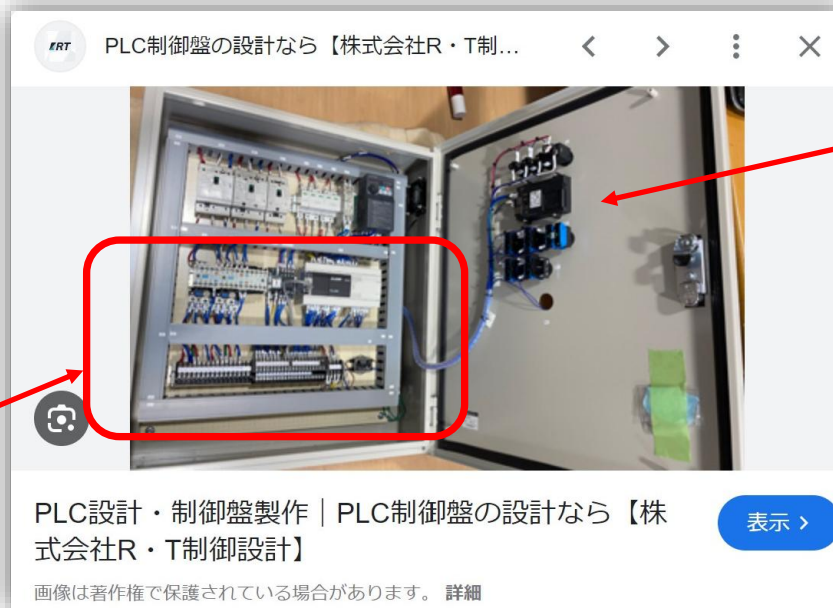 RT
PLC制御盤の設計なら【株式会社R・T制...
PLC設計・制御盤製作｜PLC制御盤の設計なら【株
式会社R・T制御設計】
表示
画像は著作権で保護されている場合があります。 詳細